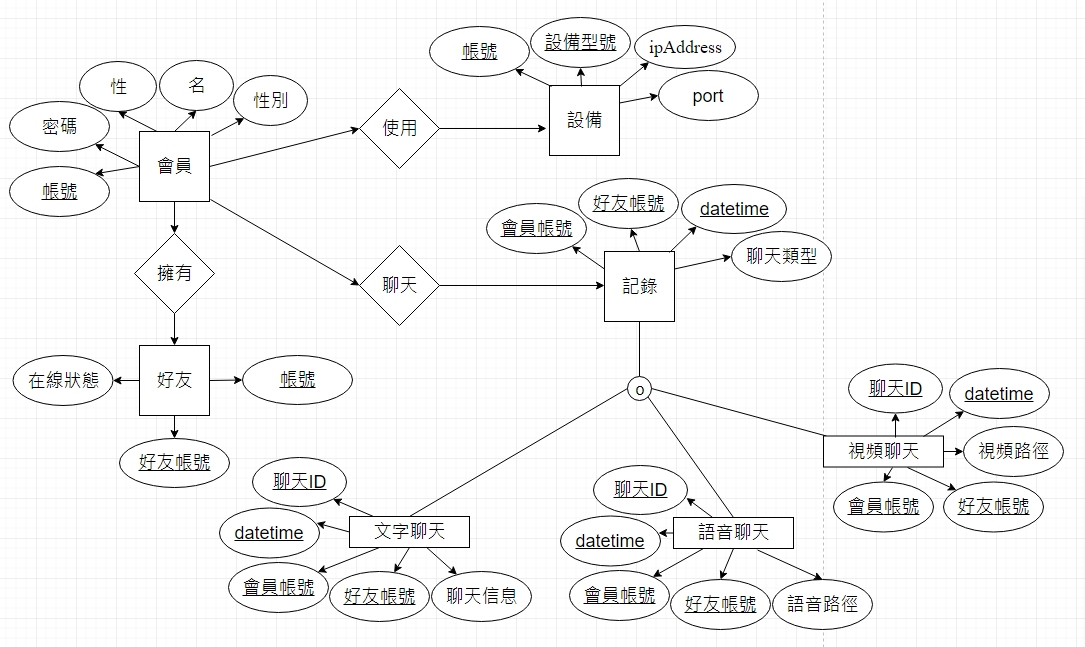 設備型號
帳號
ipAddress
性
名
性別
port
密碼
使用
設備
會員
帳號
好友帳號
datetime
會員帳號
聊天類型
擁有
聊天
記錄
在線狀態
好友
帳號
o
聊天ID
datetime
視頻聊天
視頻路徑
好友帳號
聊天ID
聊天ID
會員帳號
好友帳號
datetime
文字聊天
語音聊天
datetime
會員帳號
好友帳號
聊天信息
會員帳號
好友帳號
語音路徑